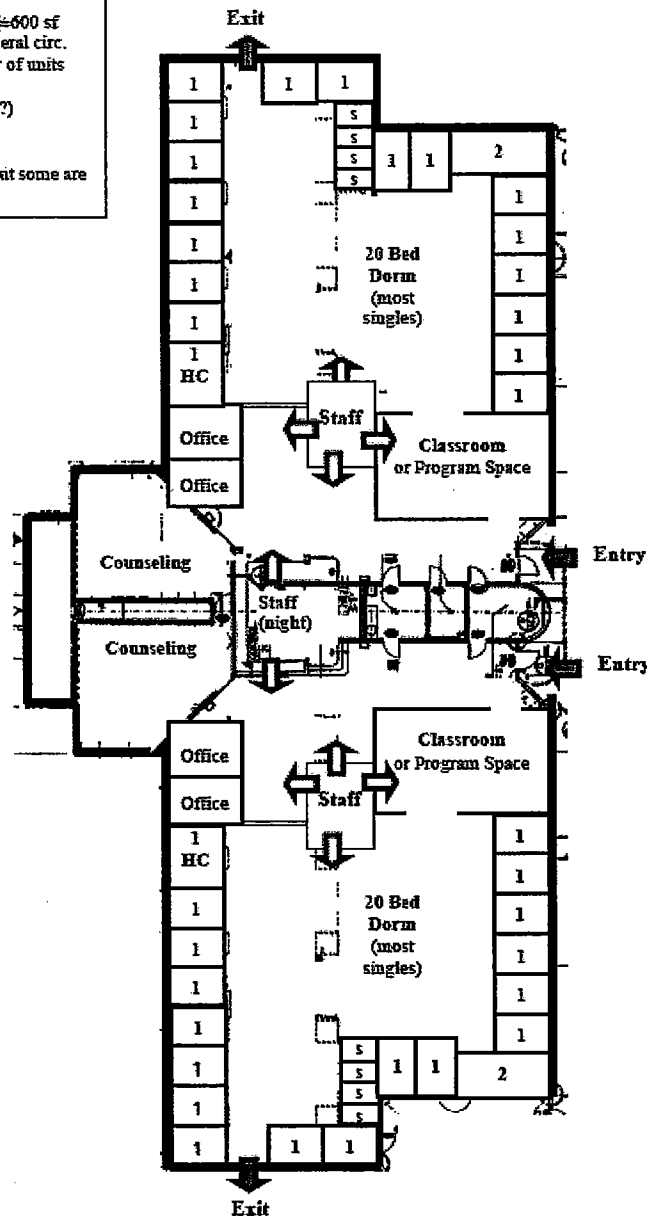 Exit
=600 sf
eral circ.
of units
?)
ut some are
1
1
1
1
1
1
1
1
HC
1
1
S
S
S
S
1
1
2
1
1
1
1
1
1
20 Bed
Dorm
(most
singles)
Staff
Office
Office
Classroom
or Program Space
Counseling
Entry
Staff
(night)
Counseling
Entry
Office
Office
Staff
Classroom
or Program Space
1
HC
1
1
1
1
1
1
1
20 Bed
Dorm
(most
singles)
1
1
1
1
1
1
S
S
S
S
1
1
2
1
1
Exit